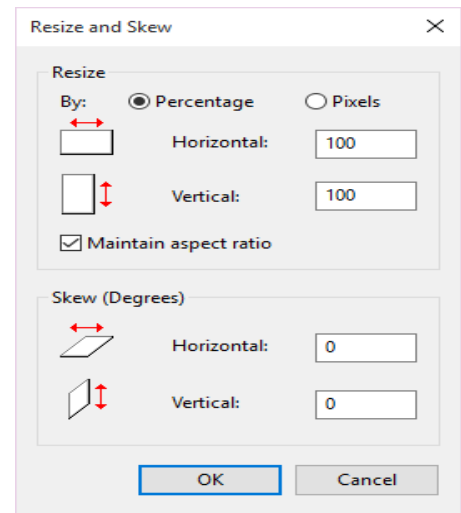 Resize and Skew
Resize
By: Percentage Pixels
Horizontal: 100
Vertical: 100
Maintain aspect ratio
Skew (Degrees)
Horizontal: 0
Vertical: 0
OK Cancel